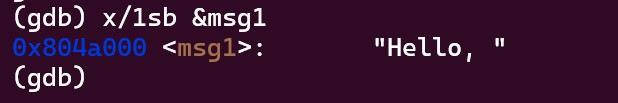 (gdb) x/1sb &msg1
0x804a000 <msg1>:        "Hello, "
(gdb)